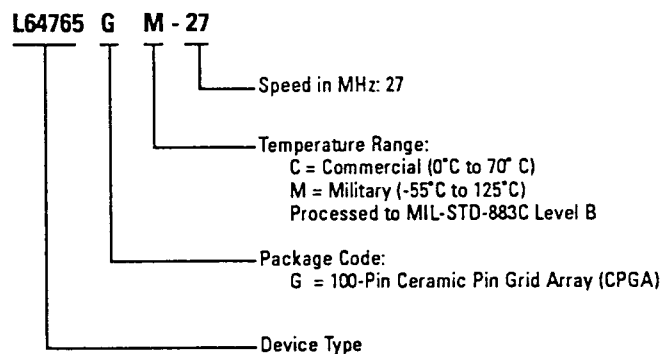 L64765 G M - 27
Speed in MHz: 27
Temperature Range:
C = Commercial (0°C to 70° C)
M = Military (-55°C to 125°C)
Processed to MIL-STD-883C Level B
Package Code:
G = 100-Pin Ceramic Pin Grid Array (CPGA)
Device Type